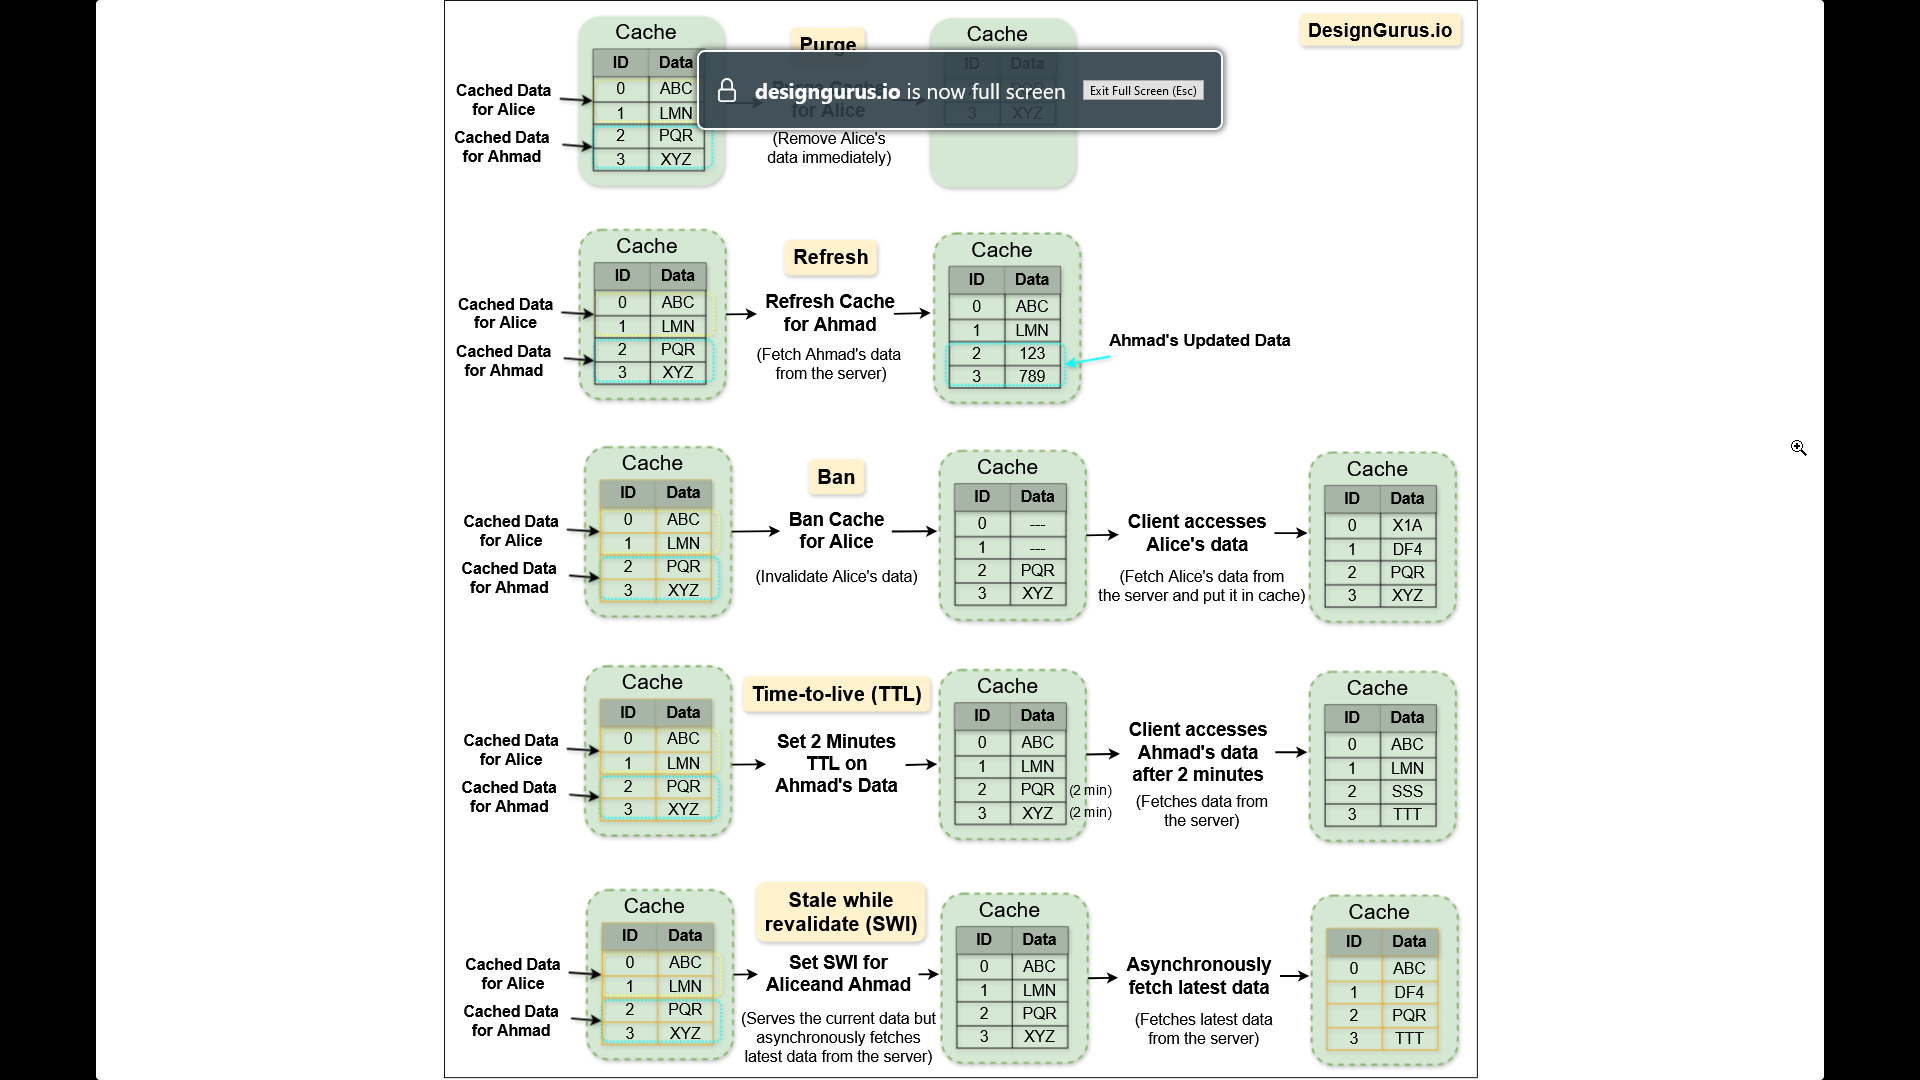 Cache
ID Data
0 ABC
1 LMN
2 PQR
3 XYZ
Cached Data
for Alice
Cached Data
for Ahmad
Purge
for Alice
(Remove Alice's
data immediately)
Cache
ID Data
3 XYZ
DesignGurus.io
designgurus.io is now full screen
Exit Full Screen (Esc)
Cache
ID Data
0 ABC
1 LMN
2 PQR
3 XYZ
Cached Data
for Alice
Cached Data
for Ahmad
Refresh
Refresh Cache
for Ahmad
(Fetch Ahmad's data
from the server)
Cache
ID Data
0 ABC
1 LMN
2 123
3 789
Ahmad's Updated Data
Cache
ID Data
0 ABC
1 LMN
2 PQR
3 XYZ
Cached Data
for Alice
Cached Data
for Ahmad
Ban
Ban Cache
for Alice
(Invalidate Alice's data)
Cache
ID Data
0 ---
1 ---
2 PQR
3 XYZ
Client accesses
Alice's data
(Fetch Alice's data from
the server and put it in cache)
Cache
ID Data
0 X1A
1 DF4
2 PQR
3 XYZ
Cache
ID Data
0 ABC
1 LMN
2 PQR
3 XYZ
Cached Data
for Alice
Cached Data
for Ahmad
Time-to-live (TTL)
Set 2 Minutes
TTL on
Ahmad's Data
Cache
ID Data
0 ABC
1 LMN
2 PQR (2 min)
3 XYZ (2 min)
Client accesses
Ahmad's data
after 2 minutes
(Fetches data from
the server)
Cache
ID Data
0 ABC
1 LMN
2 SSS
3 TTT
Cache
ID Data
0 ABC
1 LMN
2 PQR
3 XYZ
Cached Data
for Alice
Cached Data
for Ahmad
Stale while
revalidate (SWI)
Set SWI for
Aliceand Ahmad
(Serves the current data but
asynchronously fetches
latest data from the server)
Cache
ID Data
0 ABC
1 LMN
2 PQR
3 XYZ
Asynchronously
fetch latest data
(Fetches latest data
from the server)
Cache
ID Data
0 ABC
1 DF4
2 PQR
3 TTT